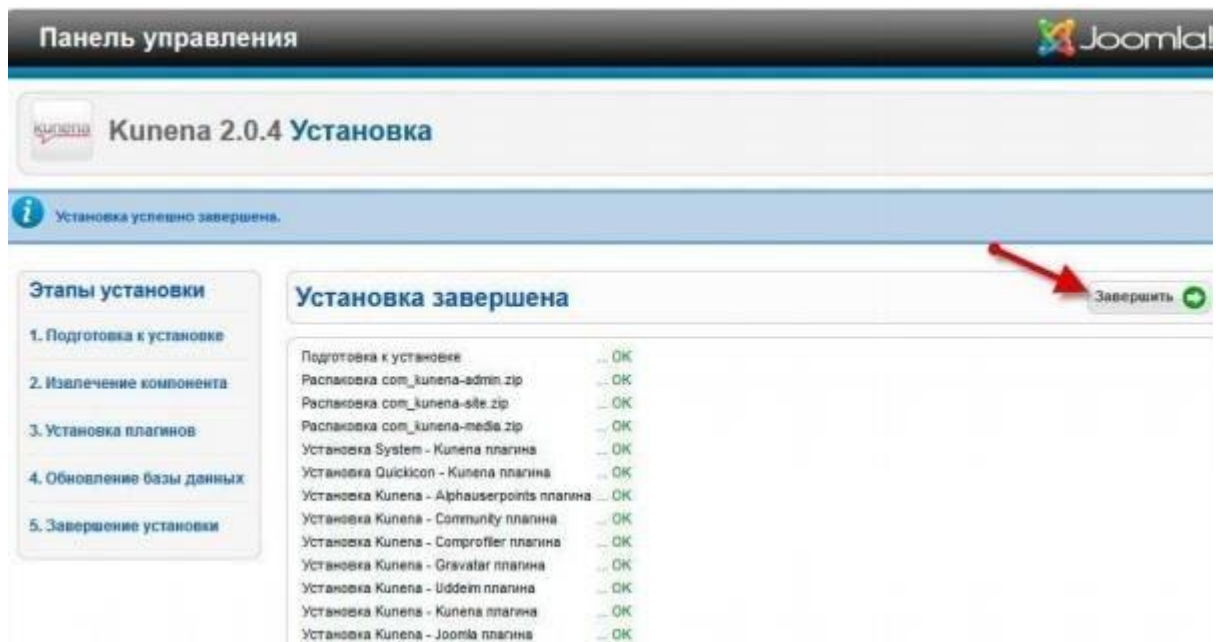 Панель управления
Joomla!
kunena
Kunena 2.0.4 Установка
i
Установка успешно завершена.
Этапы установки
1. Подготовка к установке
2. Извлечение компонента
3. Установка плагинов
4. Обновление базы данных
5. Завершение установки
Установка завершена
Завершить
Подготовка к установке ... OK
Распаковка com_kunena-admin.zip ... OK
Распаковка com_kunena-site.zip ... OK
Распаковка com_kunena-media.zip ... OK
Установка System - Kunena плагина ... OK
Установка Quickicon - Kunena плагина ... OK
Установка Kunena - Alphauserpoints плагина ... OK
Установка Kunena - Community плагина ... OK
Установка Kunena - Comprofiler плагина ... OK
Установка Kunena - Gravatar плагина ... OK
Установка Kunena - Uddeim плагина ... OK
Установка Kunena - Kunena плагина ... OK
Установка Kunena - Joomla плагина ... OK